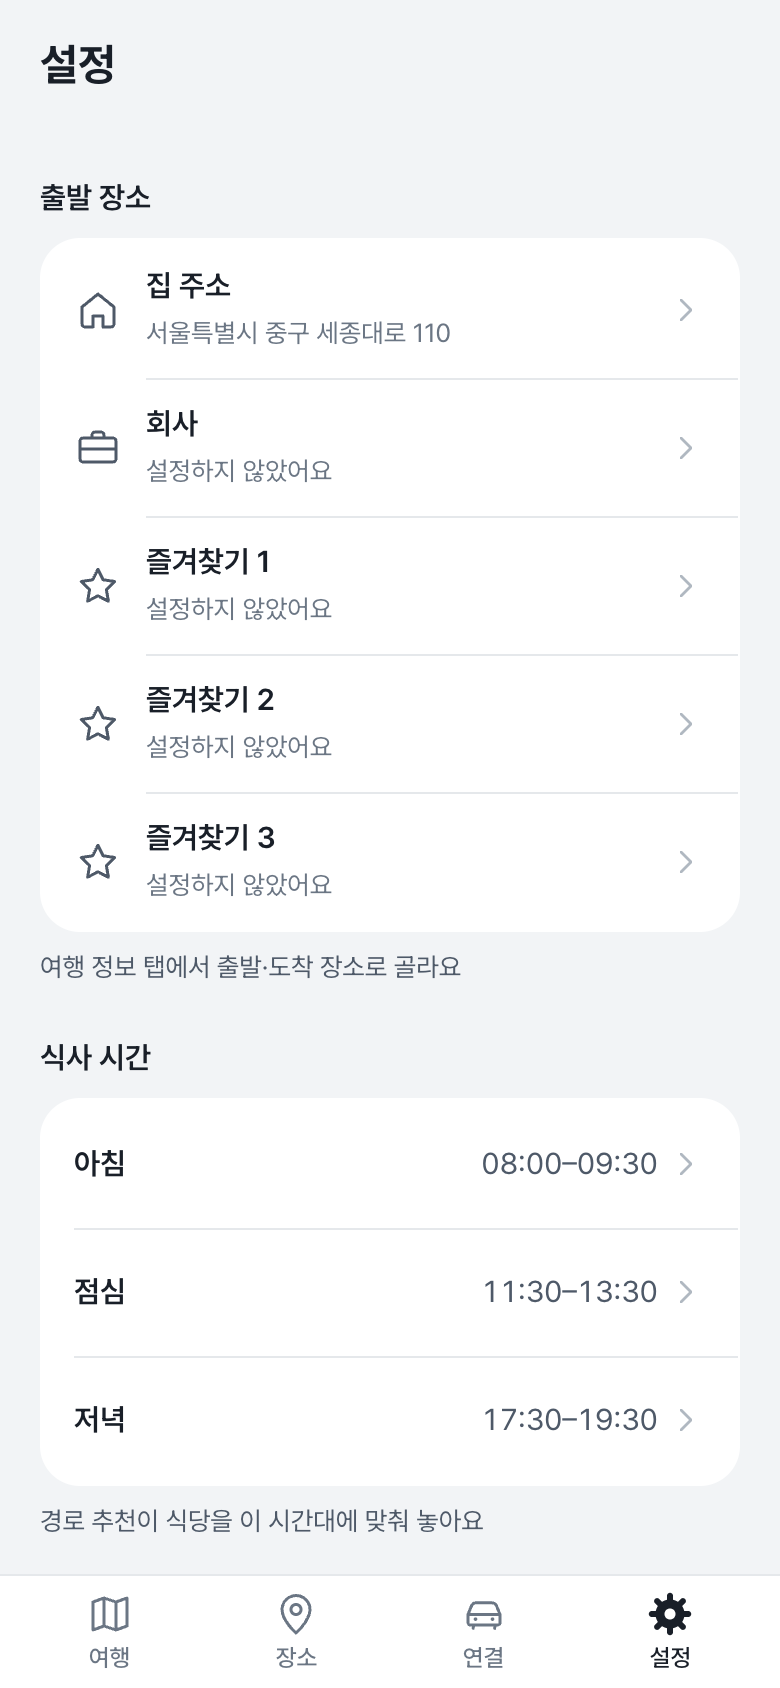 설정
출발 장소
집 주소
서울특별시 중구 세종대로 110
회사
설정하지 않았어요
즐겨찾기 1
설정하지 않았어요
즐겨찾기 2
설정하지 않았어요
즐겨찾기 3
설정하지 않았어요
여행 정보 탭에서 출발·도착 장소로 골라요
식사 시간
아침 08:00–09:30
점심 11:30–13:30
저녁 17:30–19:30
경로 추천이 식당을 이 시간대에 맞춰 놓아요
여행 장소 연결 설정